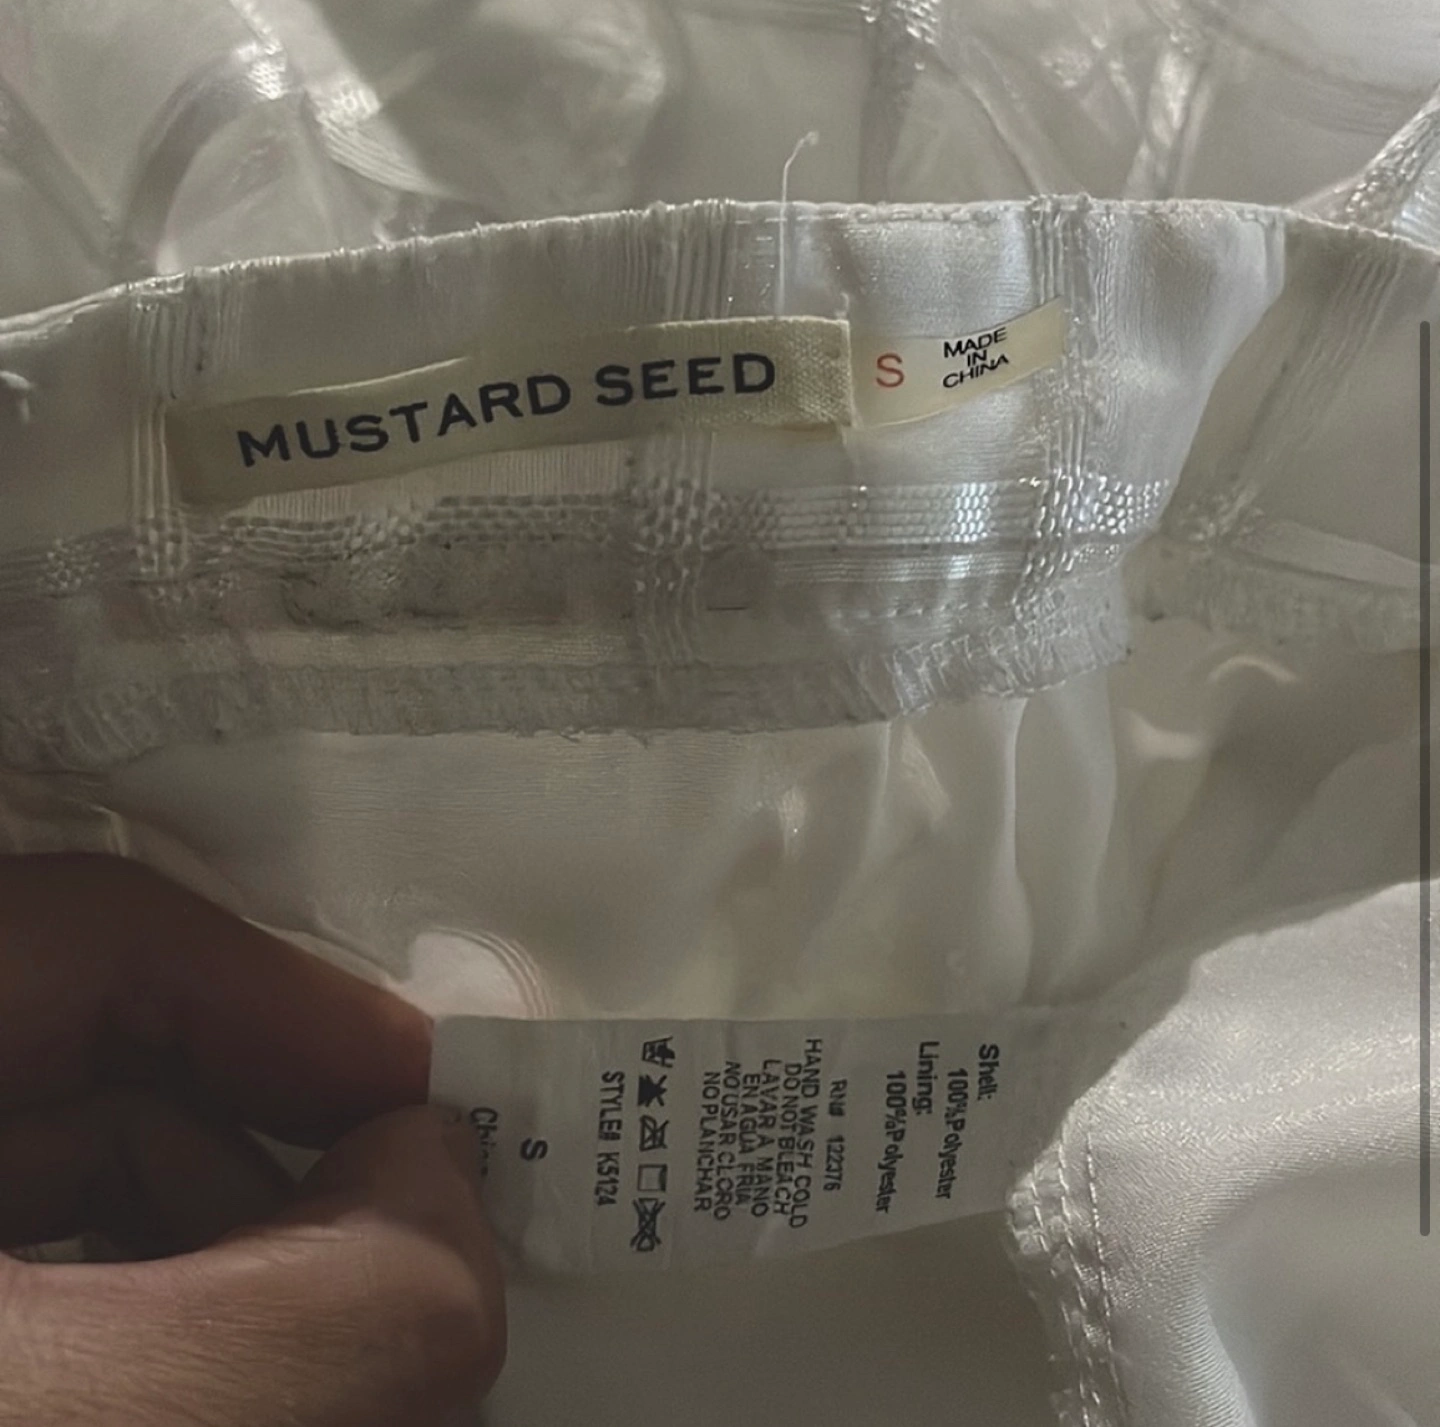 MUSTARD SEED
S
MADE
IN
CHINA
Shell:
100%Polyester
Lining:
100%Polyester
RN# 122376
HAND WASH COLD
DO NOT BLEACH
LAVAR A MANO
EN AGUA FRIA
NO USAR CLORO
NO PLANCHAR
STYLE# K5124
S